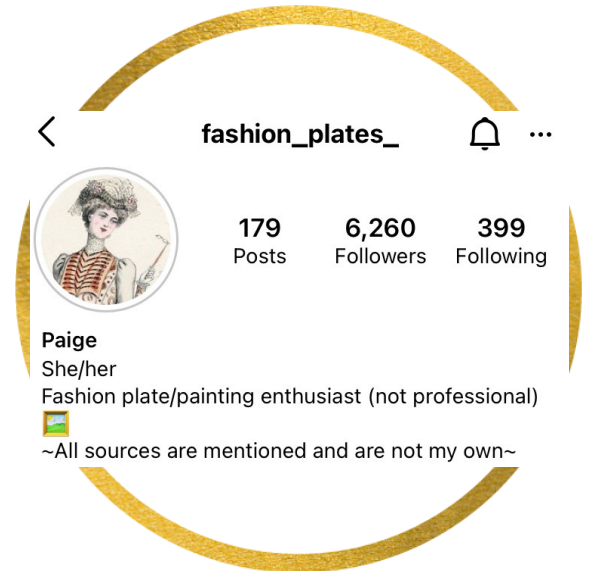 fashion_plates_
179 6,260 399
Posts Followers Following
Paige
She/her
Fashion plate/painting enthusiast (not professional)
🖼️
~All sources are mentioned and are not my own~